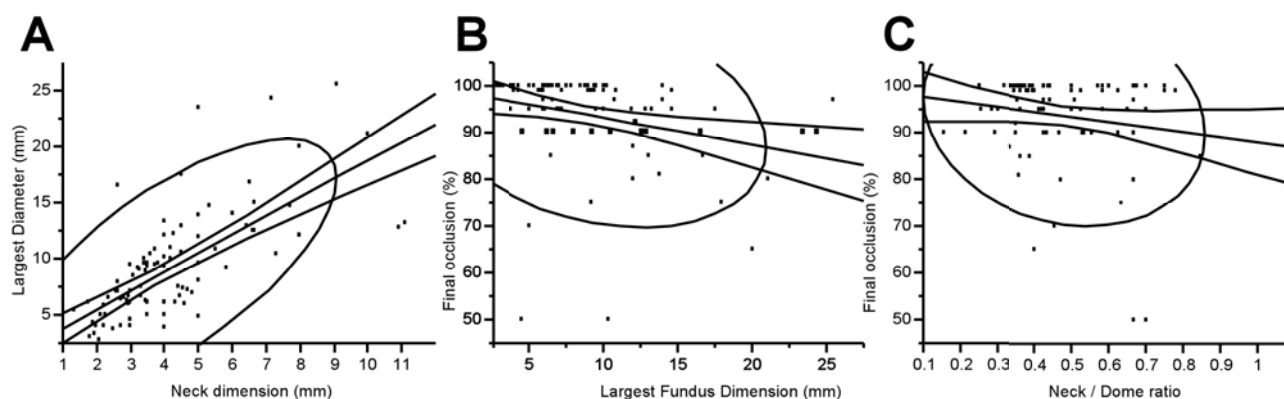 A
Largest Diameter (mm)
25
20
15
10
5
1 2 3 4 5 6 7 8 9 10 11
Neck dimension (mm)
B
Final occlusion (%)
100
90
80
70
60
50
5 10 15 20 25
Largest Fundus Dimension (mm)
C
Final occlusion (%)
100
90
80
70
60
50
0.1 0.2 0.3 0.4 0.5 0.6 0.7 0.8 0.9 1
Neck / Dome ratio